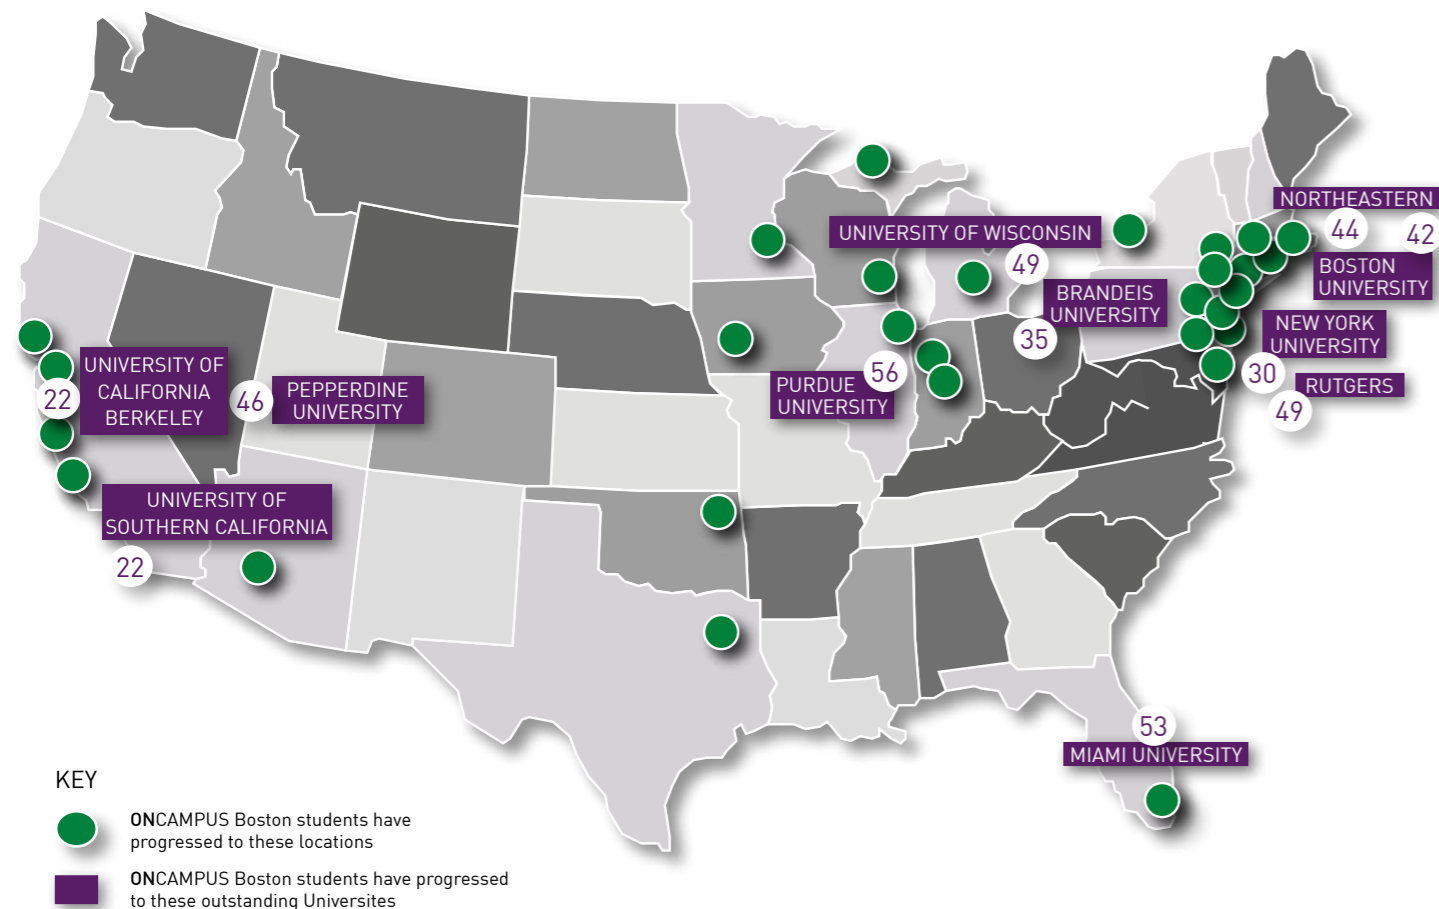 NORTHEASTERN
44
42
BOSTON
UNIVERSITY
UNIVERSITY OF WISCONSIN
49
BRANDEIS
UNIVERSITY
35
NEW YORK
UNIVERSITY
30
RUTGERS
49
UNIVERSITY OF
CALIFORNIA
BERKELEY
22
46
PEPPERDINE
UNIVERSITY
PURDUE
UNIVERSITY
56
UNIVERSITY OF
SOUTHERN CALIFORNIA
22
53
MIAMI UNIVERSITY
KEY
ONCAMPUS Boston students have
progressed to these locations
ONCAMPUS Boston students have progressed
to these outstanding Universites